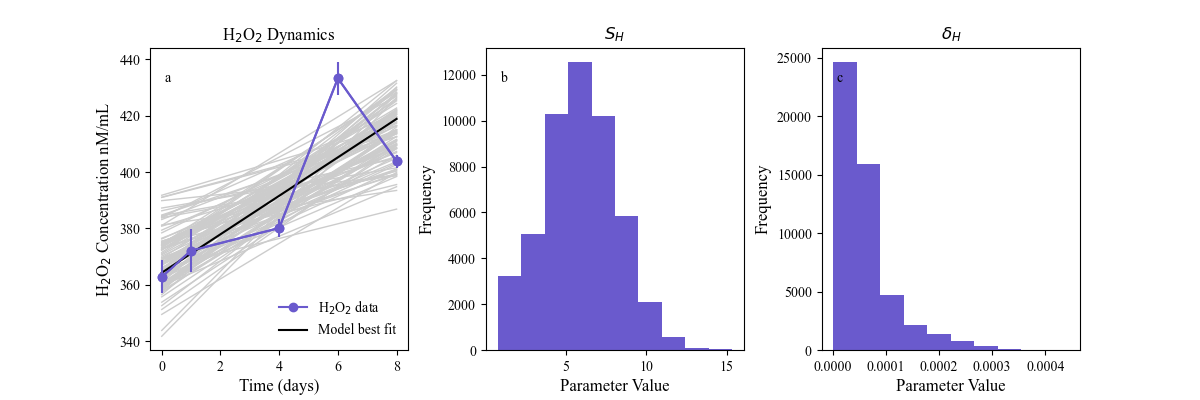 H₂O₂ Dynamics
a
H₂O₂ Concentration nM/mL
440
420
400
380
360
340
0 2 4 6 8
Time (days)
H₂O₂ data
Model best fit
S_H
b
Frequency
12000
10000
8000
6000
4000
2000
0
5 10 15
Parameter Value
δ_H
a
Frequency
25000
20000
15000
10000
5000
0
0.0000 0.0001 0.0002 0.0003 0.0004
Parameter Value